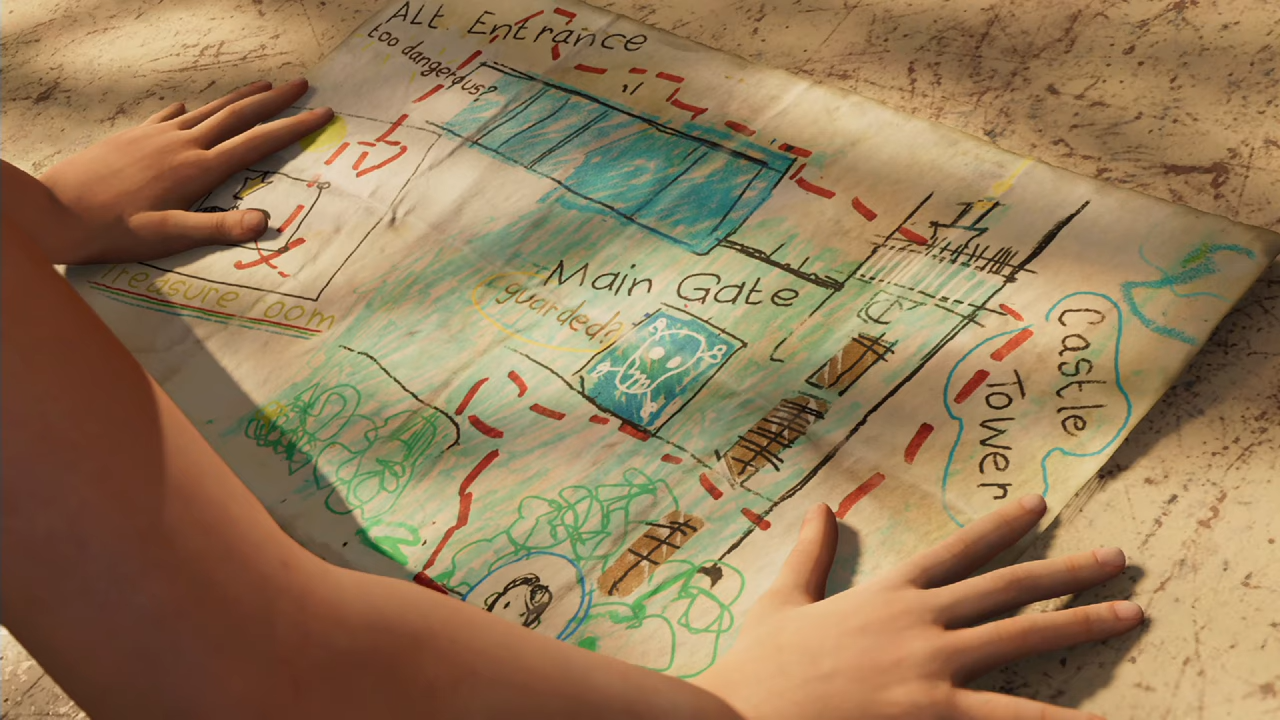 ALt. Entrance
too dangerous?
Main Gate
(guarded?)
Treasure room
Castle
Tower